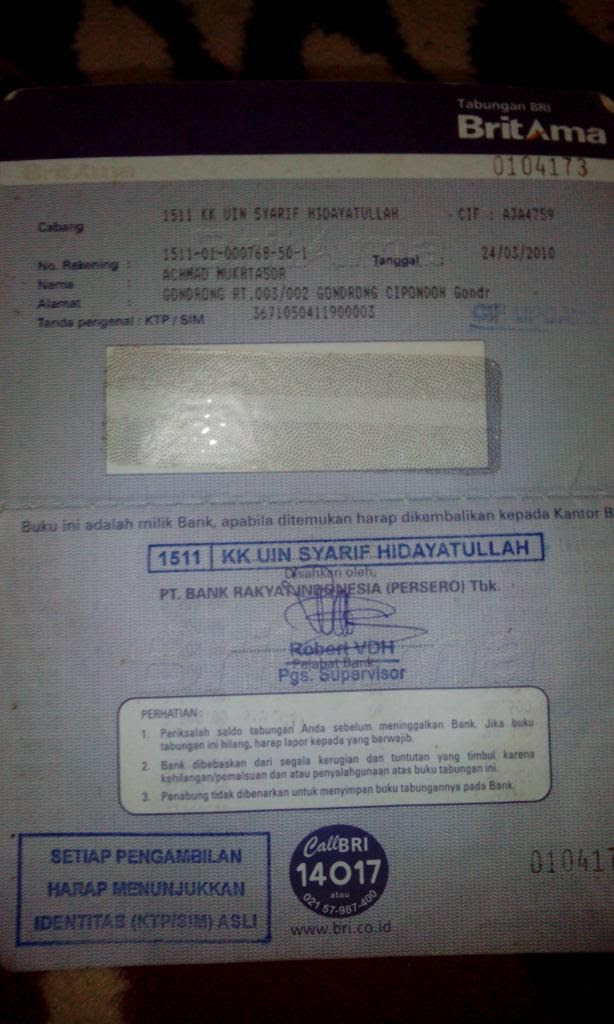 Tabungan BRI
BritAma
0104173
Cabang 1511 KK UIN SYARIF HIDAYATULLAH - CIF : AJA4759
No. Rekening : 1511-01-000768-50-1 Tanggal : 24/03/2010
Nama : ACHMAD MUKHTASOR
Alamat : GONDRONG RT.003/002 GONDRONG CIPONDOH Gondr
Tanda pengenal : KTP / SIM 3671050411900003
CIF
Buku ini adalah milik Bank, apabila ditemukan harap dikembalikan kepada Kantor B
1511 KK UIN SYARIF HIDAYATULLAH
Disahkan oleh,
PT. BANK RAKYAT INDONESIA (PERSERO) Tbk.
Robert VDH
Pejabat Bank
Pgs. Supervisor
PERHATIAN :
1. Periksalah saldo tabungan Anda sebelum meninggalkan Bank. Jika buku
tabungan ini hilang, harap lapor kepada yang berwajib.
2. Bank dibebaskan dari segala kerugian dan tuntutan yang timbul karena
kehilangan/pemalsuan dan atau penyalahgunaan atas buku tabungan ini.
3. Penabung tidak dibenarkan untuk menyimpan buku tabungannya pada Bank.
SETIAP PENGAMBILAN
HARAP MENUNJUKKAN
IDENTITAS (KTP/SIM) ASLI
CallBRI
14017
atau
021 57-987-400
www.bri.co.id
010417